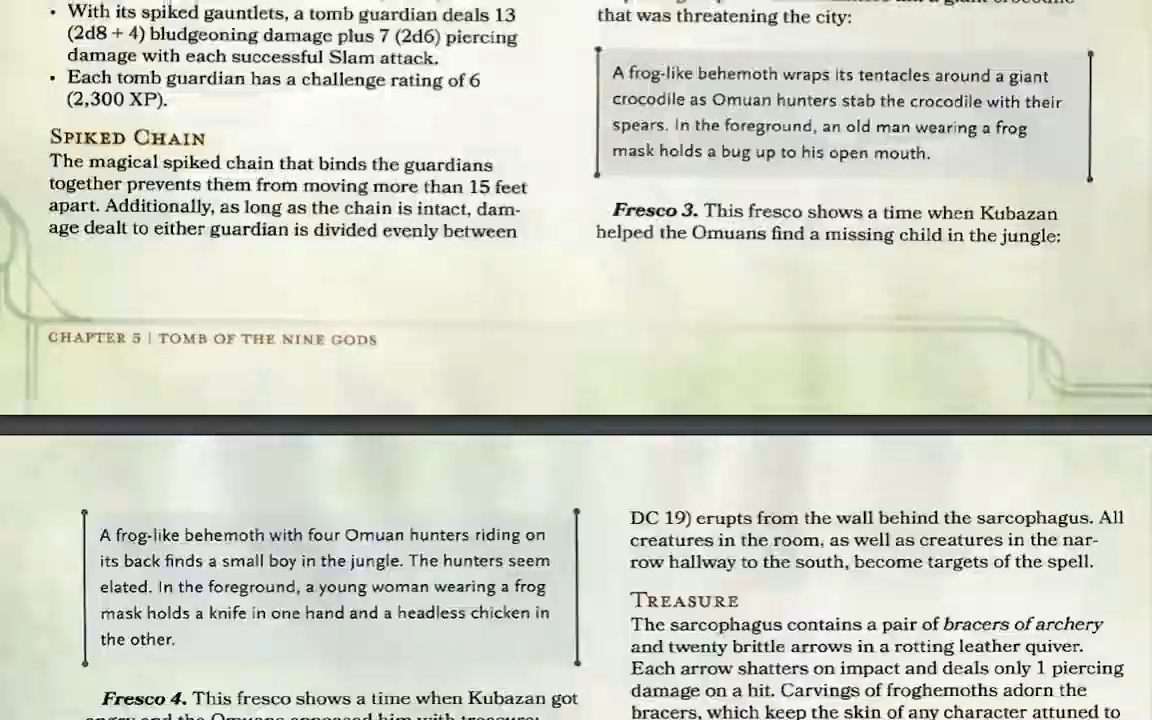 • With its spiked gauntlets, a tomb guardian deals 13
(2d8 + 4) bludgeoning damage plus 7 (2d6) piercing
damage with each successful Slam attack.
• Each tomb guardian has a challenge rating of 6
(2,300 XP).
SPIKED CHAIN
The magical spiked chain that binds the guardians
together prevents them from moving more than 15 feet
apart. Additionally, as long as the chain is intact, dam-
age dealt to either guardian is divided evenly between
that was threatening the city:
A frog-like behemoth wraps its tentacles around a giant
crocodile as Omuan hunters stab the crocodile with their
spears. In the foreground, an old man wearing a frog
mask holds a bug up to his open mouth.
Fresco 3. This fresco shows a time when Kubazan
helped the Omuans find a missing child in the jungle:
CHAPTER 5 | TOMB OF THE NINE GODS
A frog-like behemoth with four Omuan hunters riding on
its back finds a small boy in the jungle. The hunters seem
elated. In the foreground, a young woman wearing a frog
mask holds a knife in one hand and a headless chicken in
the other.
Fresco 4. This fresco shows a time when Kubazan got
DC 19) erupts from the wall behind the sarcophagus. All
creatures in the room, as well as creatures in the nar-
row hallway to the south, become targets of the spell.
TREASURE
The sarcophagus contains a pair of bracers of archery
and twenty brittle arrows in a rotting leather quiver.
Each arrow shatters on impact and deals only 1 piercing
damage on a hit. Carvings of froghemoths adorn the
bracers, which keep the skin of any character attuned to